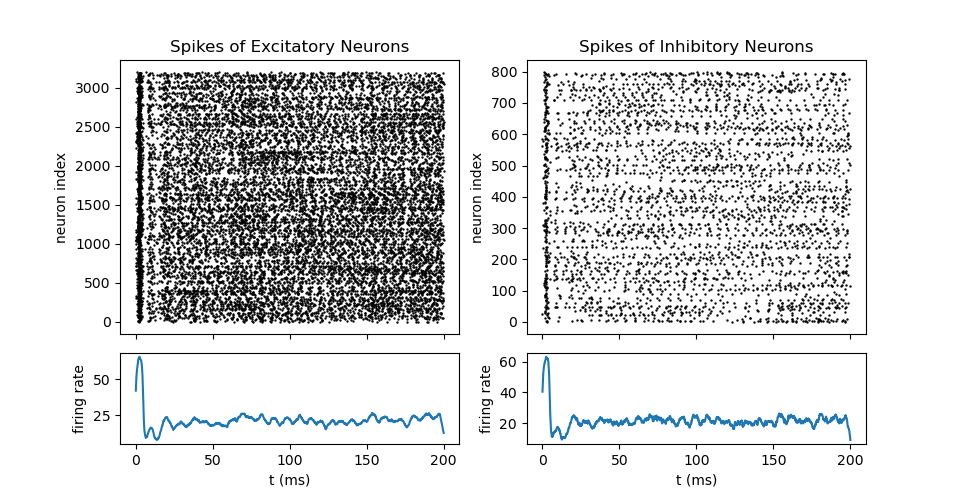 Spikes of Excitatory Neurons
neuron index
3000
2500
2000
1500
1000
500
0
firing rate
50
25
0 50 100 150 200
t (ms)
Spikes of Inhibitory Neurons
neuron index
800
700
600
500
400
300
200
100
0
firing rate
60
40
20
0 50 100 150 200
t (ms)